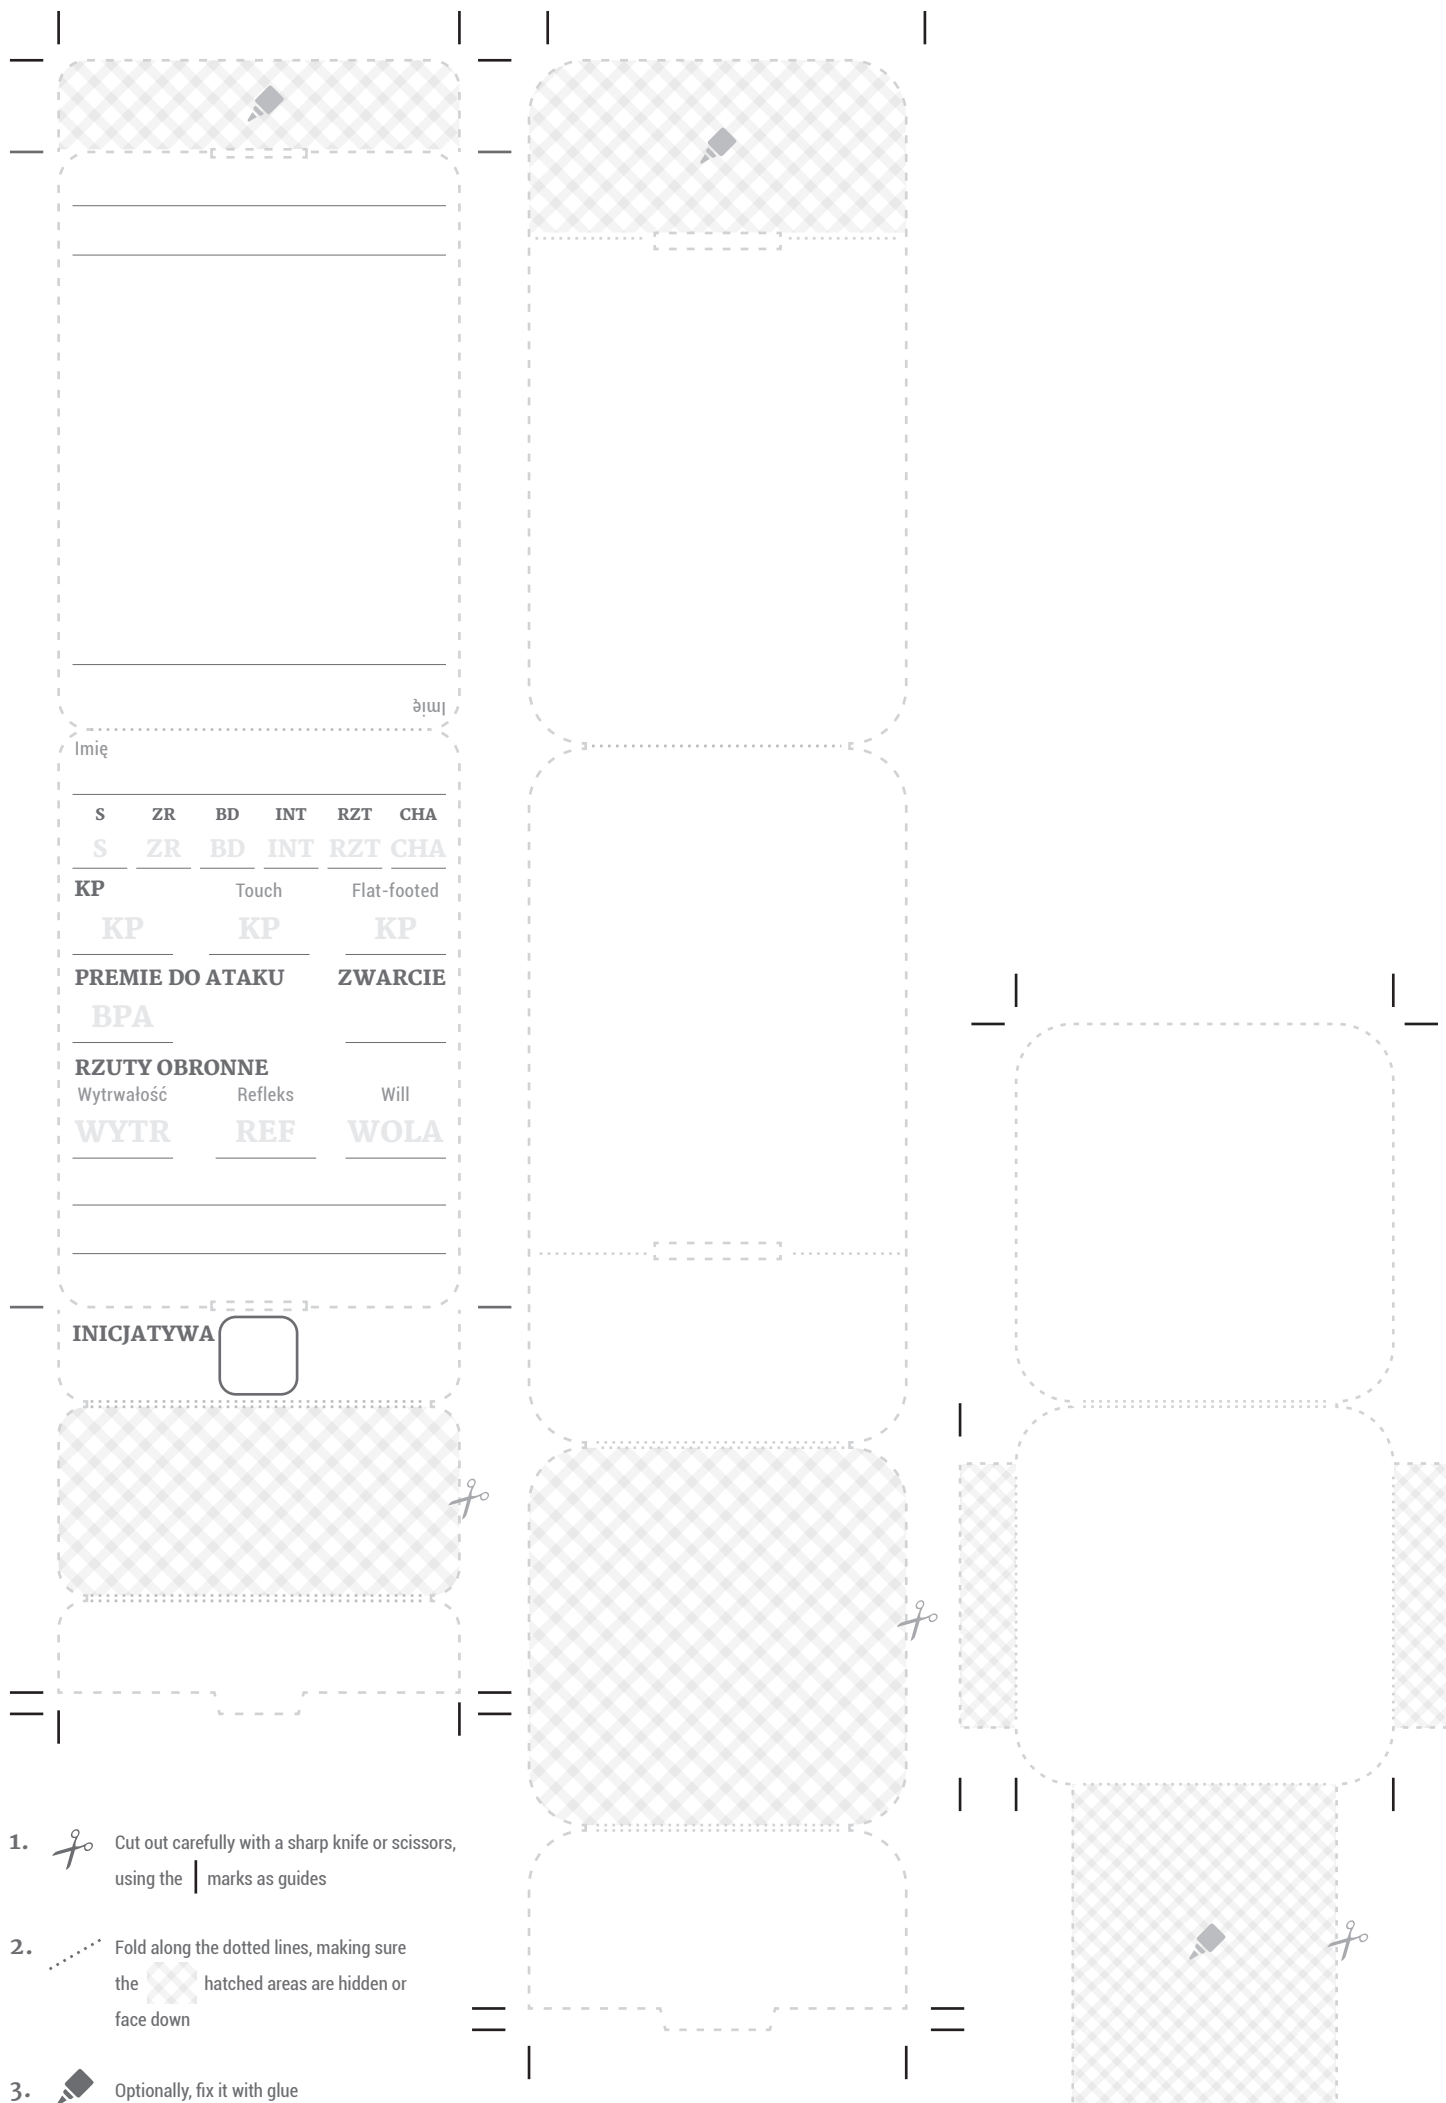 Imię
Imię
S ZR BD INT RZT CHA
S ZR BD INT RZT CHA
KP Touch Flat-footed
KP KP KP
PREMIE DO ATAKU ZWARCIE
BPA
RZUTY OBRONNE
Wytrwałość Refleks Will
WYTR REF WOLA
INICJATYWA
1. Cut out carefully with a sharp knife or scissors,
using the marks as guides
2. Fold along the dotted lines, making sure
the hatched areas are hidden or
face down
3. Optionally, fix it with glue